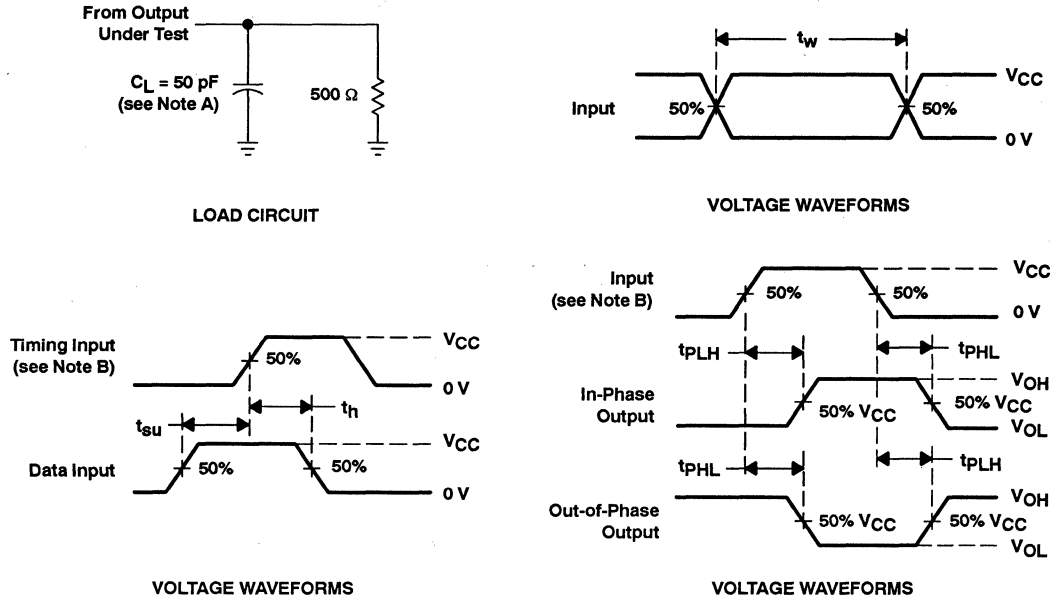 From Output
Under Test
C_L = 50 pF
(see Note A)
500 Ω
LOAD CIRCUIT
t_w
Input
50%
50%
V_CC
0 V
VOLTAGE WAVEFORMS
Timing Input
(see Note B)
50%
V_CC
0 V
t_su
t_h
Data Input
50%
50%
V_CC
0 V
VOLTAGE WAVEFORMS
Input
(see Note B)
50%
50%
V_CC
0 V
t_PLH
t_PHL
In-Phase
Output
50% V_CC
50% V_CC
V_OH
V_OL
t_PHL
t_PLH
Out-of-Phase
Output
50% V_CC
50% V_CC
V_OH
V_OL
VOLTAGE WAVEFORMS